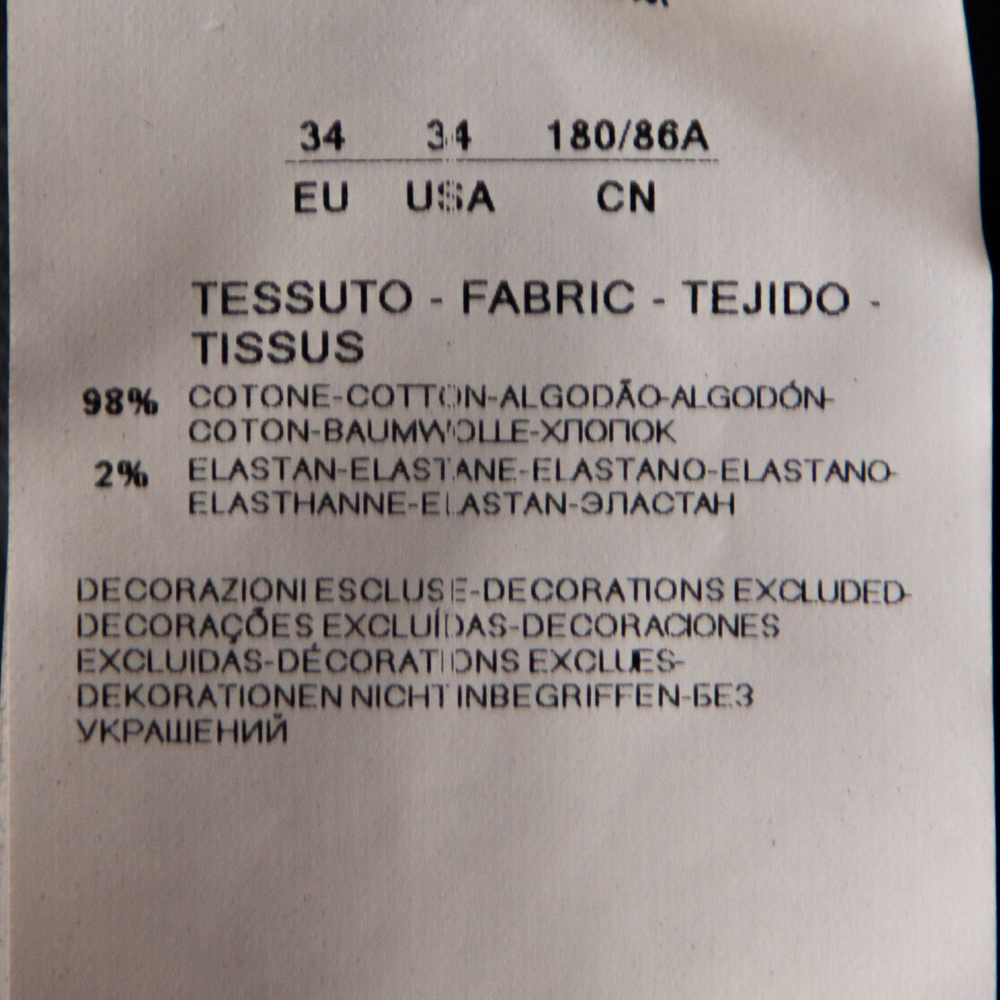 34 34 180/86A
EU USA CN
TESSUTO - FABRIC - TEJIDO -
TISSUS
98% COTONE-COTTON-ALGODÃO-ALGODÓN-
COTON-BAUMWOLLE-ХЛОПОК
2% ELASTAN-ELASTANE-ELASTANO-ELASTANO-
ELASTHANNE-ELASTAN-ЭЛАСТАН
DECORAZIONI ESCLUSE-DECORATIONS EXCLUDED-
DECORAÇÕES EXCLUÍDAS-DECORACIONES
EXCLUIDAS-DÉCORATIONS EXCLUES-
DEKORATIONEN NICHT INBEGRIFFEN-БЕЗ
УКРАШЕНИЙ